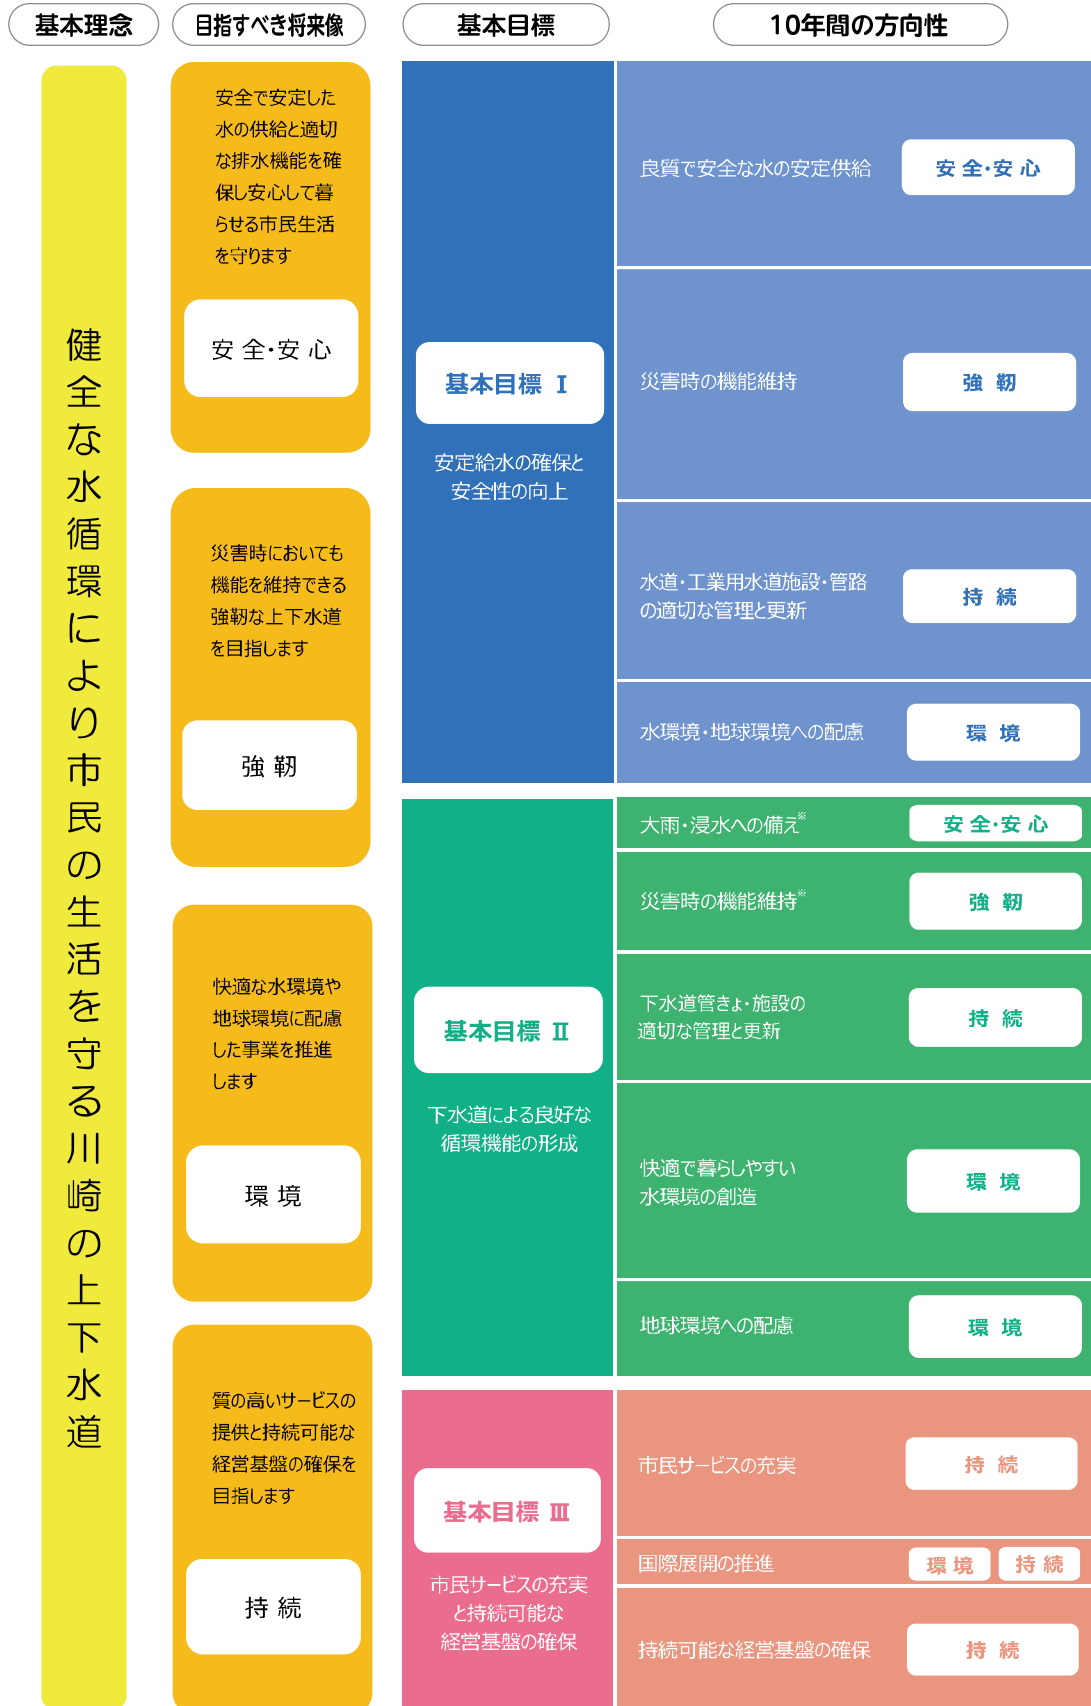 基本理念
目指すべき将来像
基本目標
10年間の方向性
健全な水循環により市民の生活を守る川崎の上下水道
安全で安定した
水の供給と適切
な排水機能を確
保し安心して暮
らせる市民生活
を守ります
安全・安心
災害時においても
機能を維持できる
強靭な上下水道
を目指します
強靭
快適な水環境や
地球環境に配慮
した事業を推進
します
環境
質の高いサービスの
提供と持続可能な
経営基盤の確保を
目指します
持続
基本目標 Ⅰ
安定給水の確保と
安全性の向上
良質で安全な水の安定供給
安全・安心
災害時の機能維持
強靭
水道・工業用水道施設・管路
の適切な管理と更新
持続
水環境・地球環境への配慮
環境
基本目標 Ⅱ
下水道による良好な
循環機能の形成
大雨・浸水への備え※
安全・安心
災害時の機能維持※
強靭
下水道管きょ・施設の
適切な管理と更新
持続
快適で暮らしやすい
水環境の創造
環境
地球環境への配慮
環境
基本目標 Ⅲ
市民サービスの充実
と持続可能な
経営基盤の確保
市民サービスの充実
持続
国際展開の推進
環境 持続
持続可能な経営基盤の確保
持続